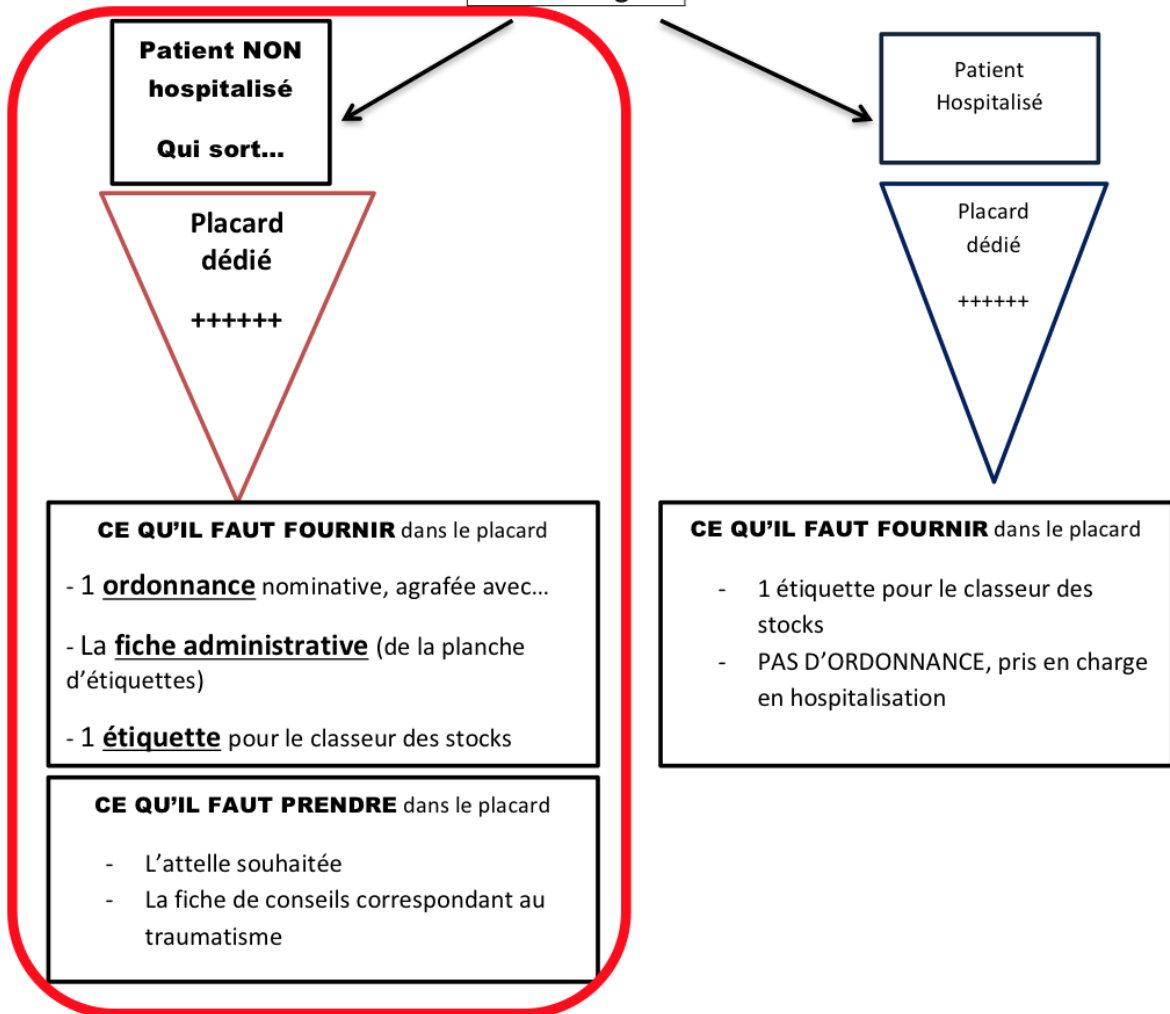 Patient NON
hospitalisé
Qui sort...
Placard
dédié
++++++
CE QU'IL FAUT FOURNIR dans le placard
- 1 ordonnance nominative, agrafée avec...
- La fiche administrative (de la planche
d'étiquettes)
- 1 étiquette pour le classeur des stocks
CE QU'IL FAUT PRENDRE dans le placard
- L'attelle souhaitée
- La fiche de conseils correspondant au
traumatisme
Patient
Hospitalisé
Placard
dédié
++++++
CE QU'IL FAUT FOURNIR dans le placard
- 1 étiquette pour le classeur des
stocks
- PAS D'ORDONNANCE, pris en charge
en hospitalisation